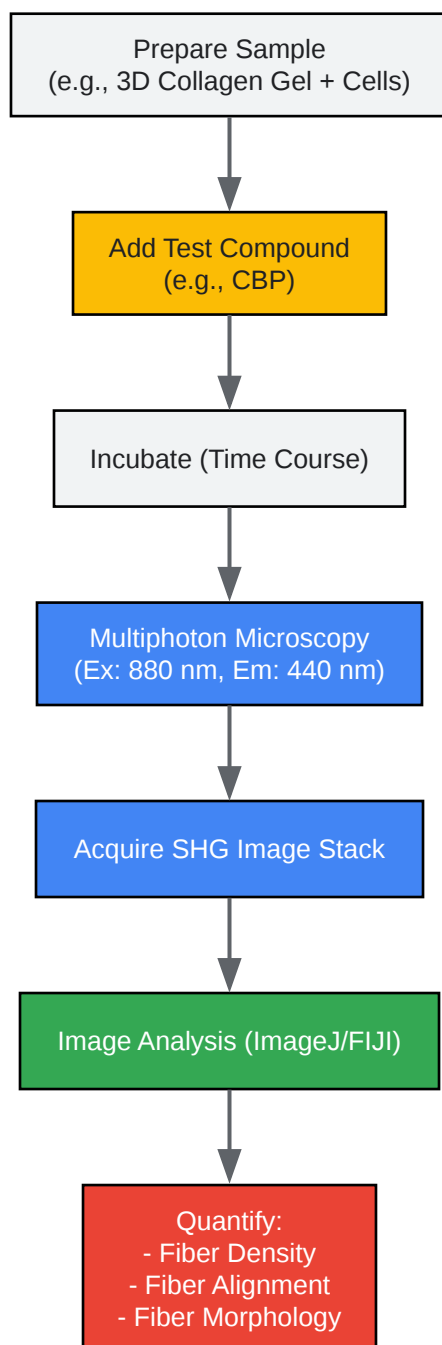 Prepare Sample
(e.g., 3D Collagen Gel + Cells)
Add Test Compound
(e.g., CBP)
Incubate (Time Course)
Multiphoton Microscopy
(Ex: 880 nm, Em: 440 nm)
Acquire SHG Image Stack
Image Analysis (ImageJ/FIJI)
Quantify:
- Fiber Density
- Fiber Alignment
- Fiber Morphology